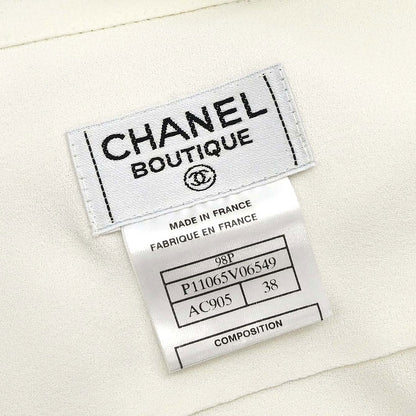 CHANEL
BOUTIQUE
MADE IN FRANCE
FABRIQUE EN FRANCE
98P
P11065V06549
AC905 38
COMPOSITION